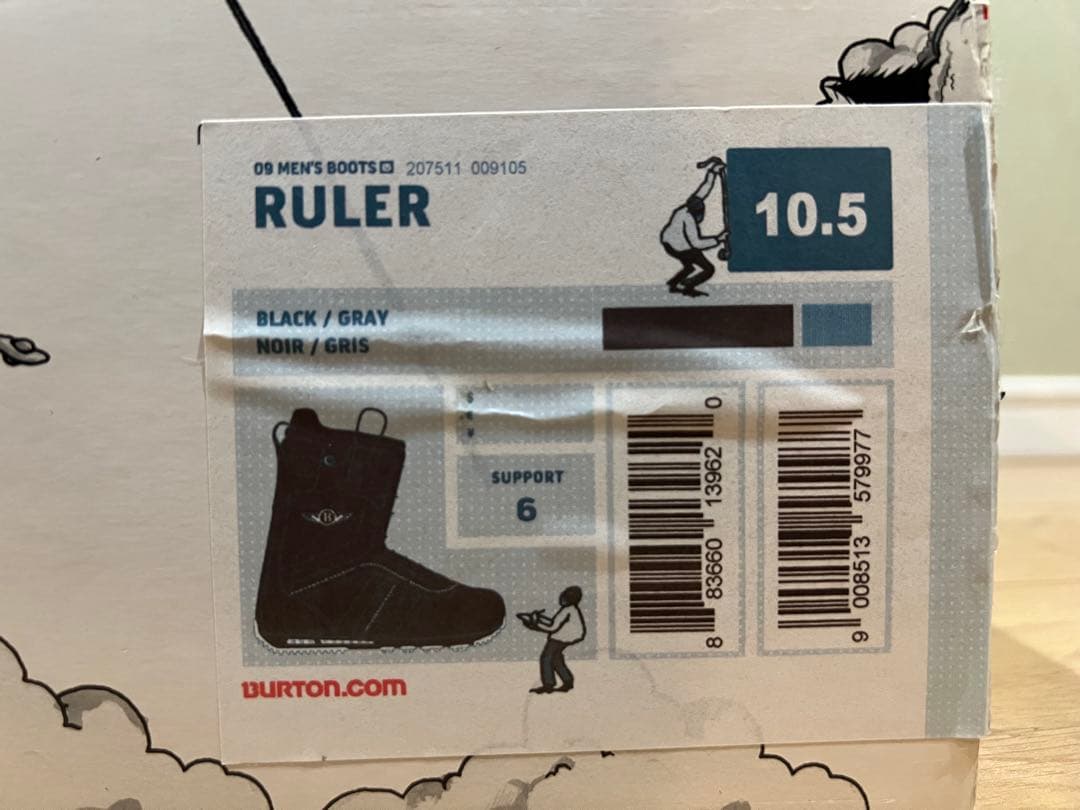 09 MEN'S BOOTS 207511 009105
RULER
10.5
BLACK / GRAY
NOIR / GRIS
SUPPORT
6
8 83660 13962 0
9 008513 579977
BURTON.COM